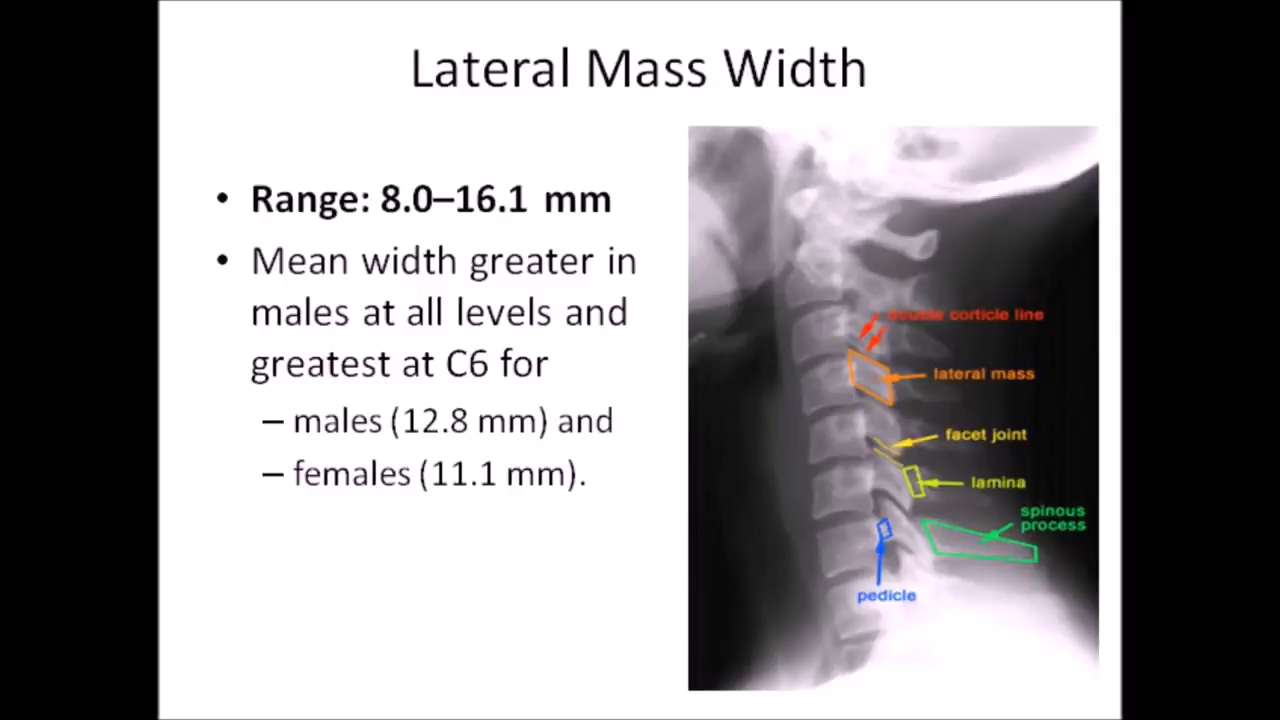 Lateral Mass Width
• Range: 8.0–16.1 mm
• Mean width greater in
males at all levels and
greatest at C6 for
– males (12.8 mm) and
– females (11.1 mm).
double corticle line
lateral mass
facet joint
lamina
spinous
process
pedicle